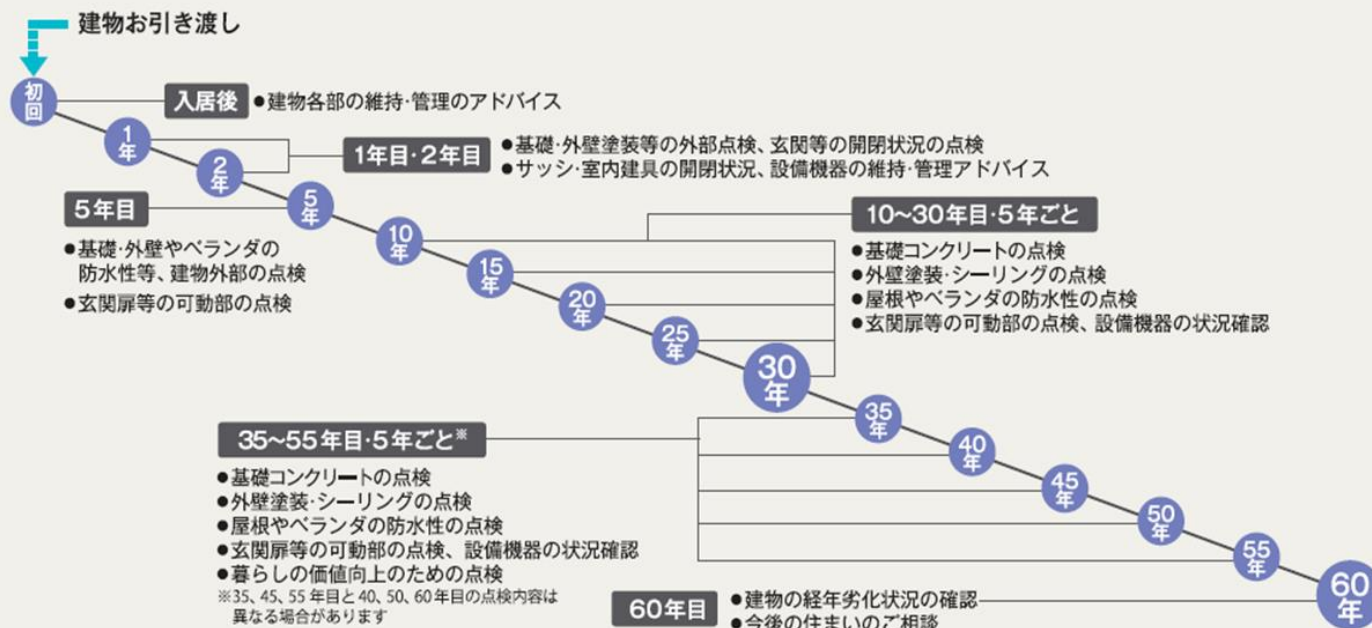 建物お引き渡し
初回
入居後
●建物各部の維持・管理のアドバイス
1年
2年
1年目・2年目
●基礎・外壁塗装等の外部点検、玄関等の開閉状況の点検
●サッシ・室内建具の開閉状況、設備機器の維持・管理アドバイス
5年目
●基礎・外壁やベランダの
防水性等、建物外部の点検
●玄関扉等の可動部の点検
5年
10年
15年
20年
25年
30年
10~30年目・5年ごと
●基礎コンクリートの点検
●外壁塗装・シーリングの点検
●屋根やベランダの防水性の点検
●玄関扉等の可動部の点検、設備機器の状況確認
35~55年目・5年ごと※
●基礎コンクリートの点検
●外壁塗装・シーリングの点検
●屋根やベランダの防水性の点検
●玄関扉等の可動部の点検、設備機器の状況確認
●暮らしの価値向上のための点検
※35、45、55年目と40、50、60年目の点検内容は
異なる場合があります
35年
40年
45年
50年
55年
60年
60年目
●建物の経年劣化状況の確認
●今後の住まいのご相談